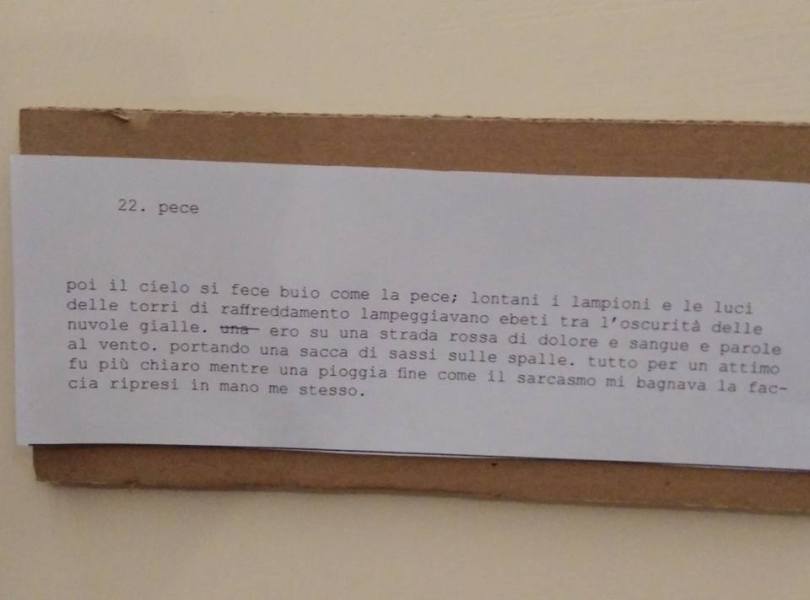 22. pece
poi il cielo si fece buio come la pece; lontani i lampioni e le luci
delle torri di raffreddamento lampeggiavano ebeti tra l'oscurità delle
nuvole gialle. una ero su una strada rossa di dolore e sangue e parole
al vento. portando una sacca di sassi sulle spalle. tutto per un attimo
fu più chiaro mentre una pioggia fine come il sarcasmo mi bagnava la fac-
cia ripresi in mano me stesso.